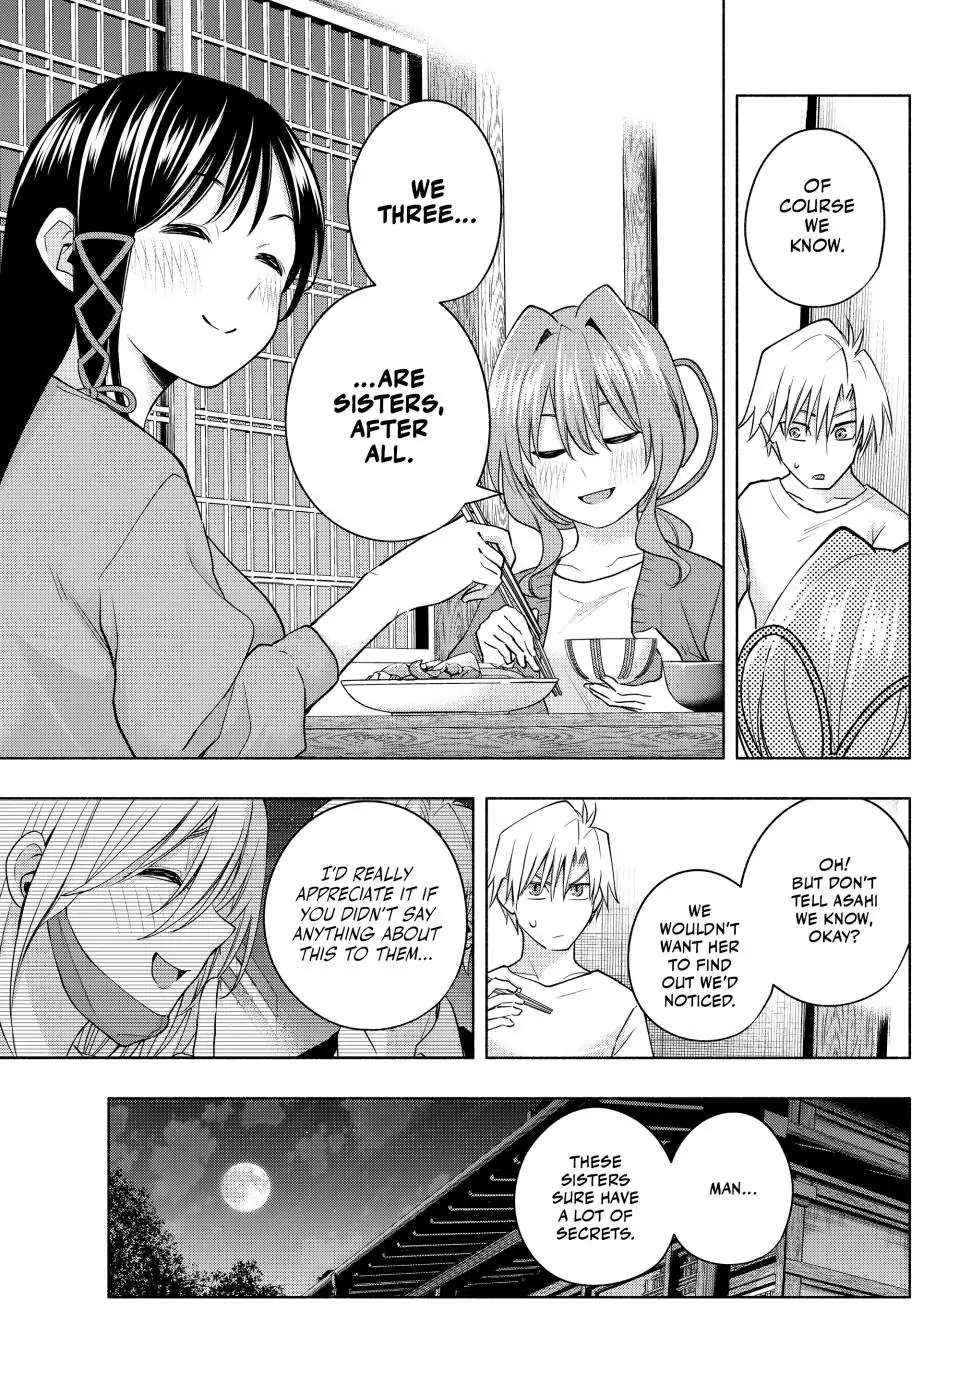 OF
COURSE
WE
KNOW.
WE
THREE...
...ARE
SISTERS,
AFTER
ALL.
OH!
BUT DON'T
TELL ASAHI
WE KNOW,
OKAY?
WE
WOULDN'T
WANT HER
TO FIND
OUT WE'D
NOTICED.
I'D REALLY
APPRECIATE IT IF
YOU DIDN'T SAY
ANYTHING ABOUT
THIS TO THEM...
MAN...
THESE
SISTERS
SURE HAVE
A LOT OF
SECRETS.